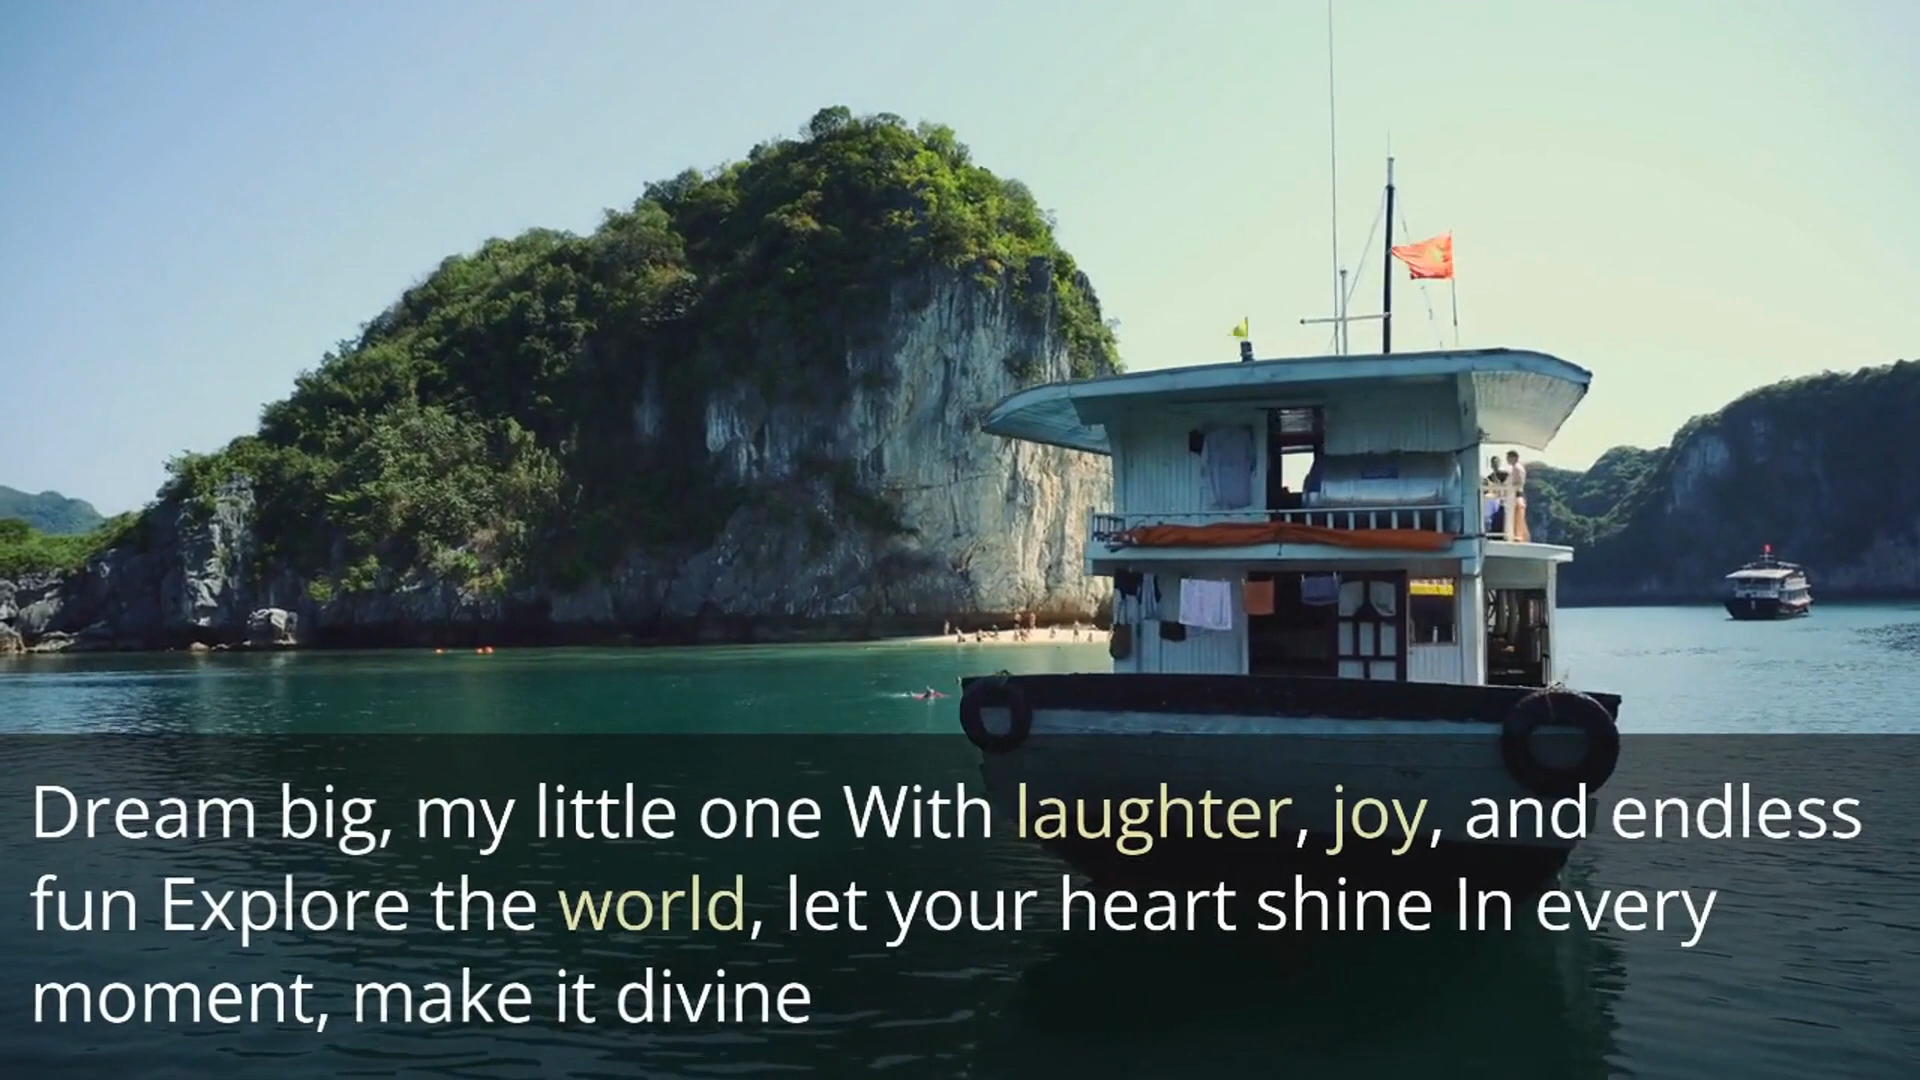 Dream big, my little one With laughter, joy, and endless
fun Explore the world, let your heart shine In every
moment, make it divine